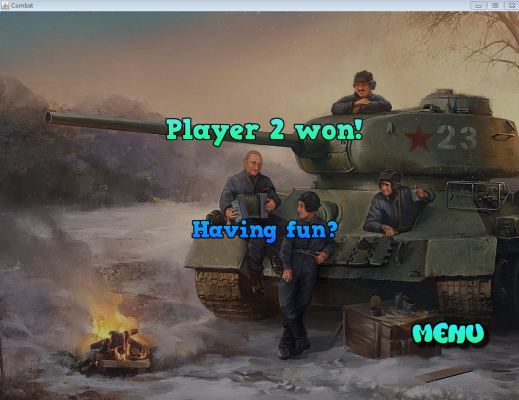 Combat
Player 2 won!
23
Having fun?
MENU